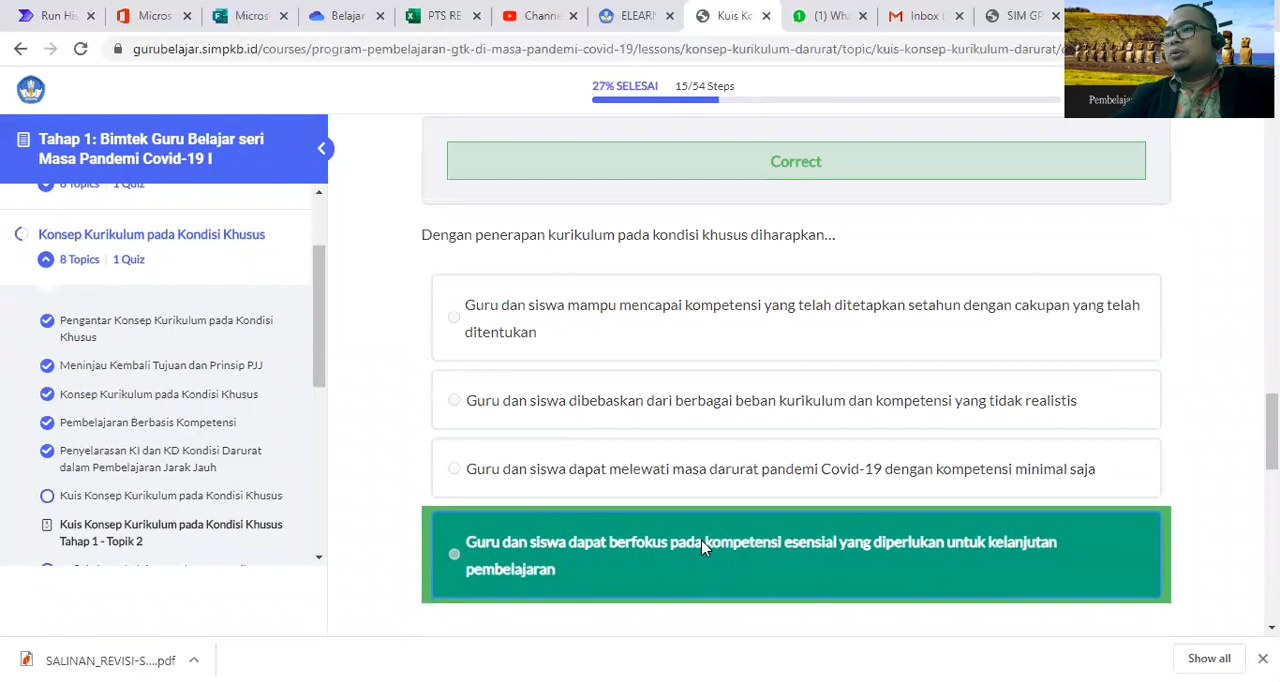 Run His
Micros
Micros
Belajar
PTS RE
Channe
ELEARN
Kuis Ko
(1) Wha
Inbox (
SIM GP
gurubelajar.simpkb.id/courses/program-pembelajaran-gtk-di-masa-pandemi-covid-19/lessons/konsep-kurikulum-darurat/topic/kuis-konsep-kurikulum-darurat/
Pembelaja
27% SELESAI 15/54 Steps
Tahap 1: Bimtek Guru Belajar seri
Masa Pandemi Covid-19 I
8 Topics | 1 Quiz
Konsep Kurikulum pada Kondisi Khusus
8 Topics | 1 Quiz
Pengantar Konsep Kurikulum pada Kondisi
Khusus
Meninjau Kembali Tujuan dan Prinsip PJJ
Konsep Kurikulum pada Kondisi Khusus
Pembelajaran Berbasis Kompetensi
Penyelarasan KI dan KD Kondisi Darurat
dalam Pembelajaran Jarak Jauh
Kuis Konsep Kurikulum pada Kondisi Khusus
Kuis Konsep Kurikulum pada Kondisi Khusus
Tahap 1 - Topik 2
Correct
Dengan penerapan kurikulum pada kondisi khusus diharapkan...
Guru dan siswa mampu mencapai kompetensi yang telah ditetapkan setahun dengan cakupan yang telah
ditentukan
Guru dan siswa dibebaskan dari berbagai beban kurikulum dan kompetensi yang tidak realistis
Guru dan siswa dapat melewati masa darurat pandemi Covid-19 dengan kompetensi minimal saja
Guru dan siswa dapat berfokus pada kompetensi esensial yang diperlukan untuk kelanjutan
pembelajaran
SALINAN_REVISI-S....pdf
Show all